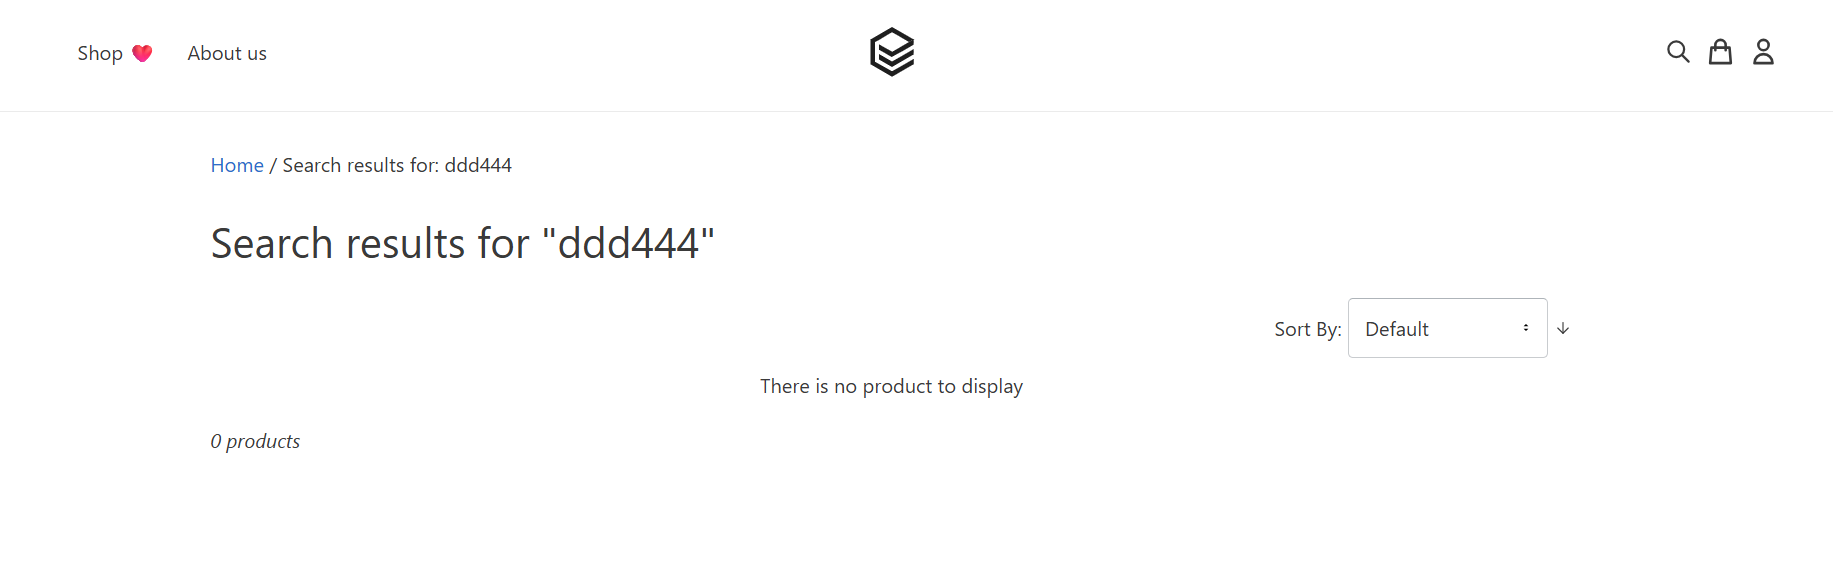 Shop About us
Home / Search results for: ddd444
Search results for "ddd444"
Sort By: Default
There is no product to display
0 products